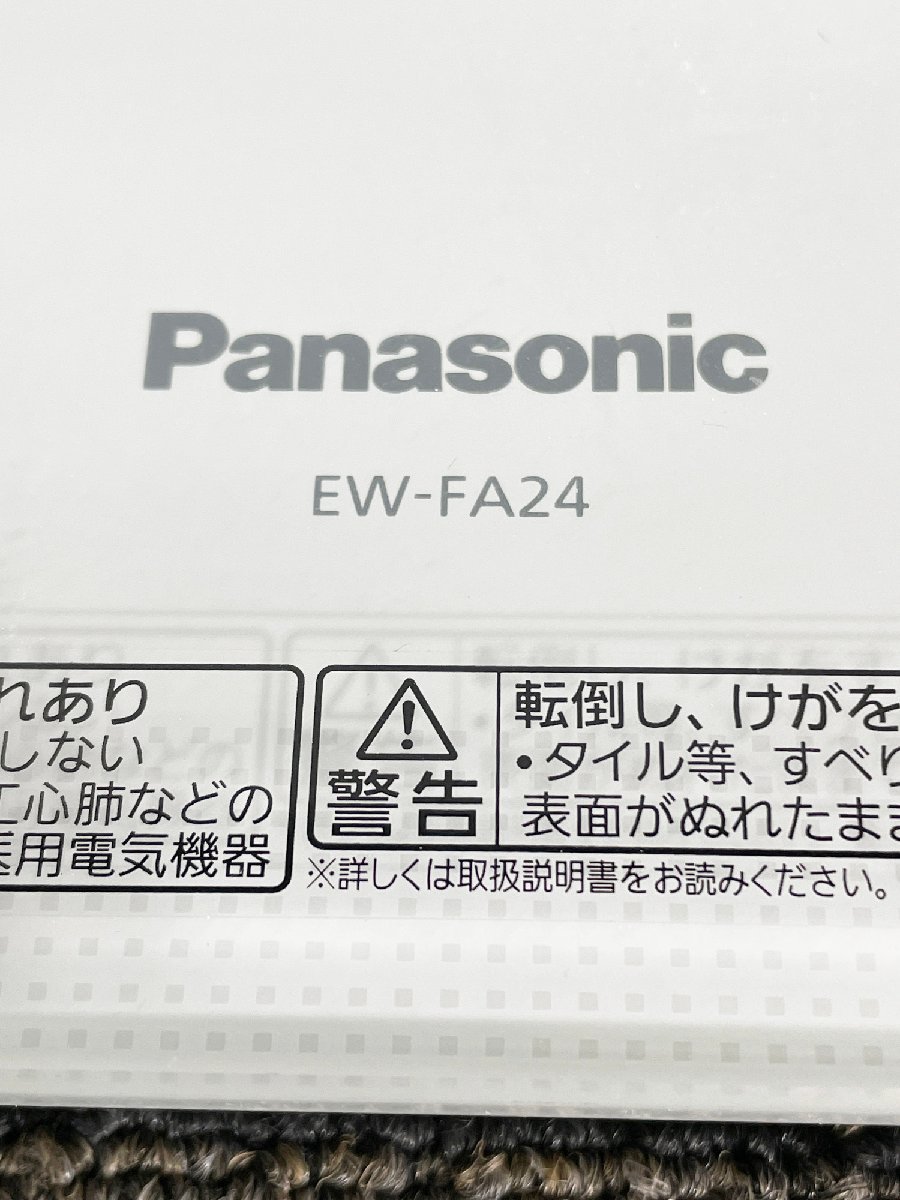 Panasonic
EW-FA24
れあり
しない
工心肺などの
医用電気機器
警告
転倒し、けがを
・タイル等、すべり
表面がぬれたまま
※詳しくは取扱説明書をお読みください。